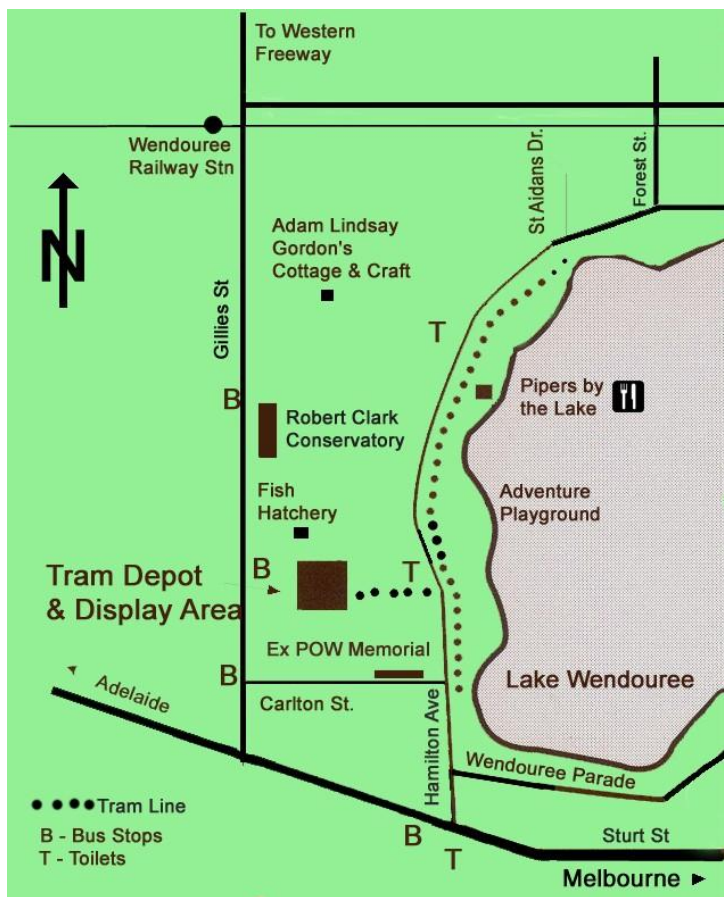 To Western
Freeway
Wendouree
Railway Stn
St Aidans Dr.
Forest St.
N
Adam Lindsay
Gordon's
Cottage & Craft
Gillies St
T
B
Pipers by
the Lake
Robert Clark
Conservatory
Fish
Hatchery
Adventure
Playground
Tram Depot
& Display Area
B
T
Ex POW Memorial
B
Lake Wendouree
Adelaide
Carlton St.
Hamilton Ave
Wendouree Parade
Tram Line
B - Bus Stops
T - Toilets
B
T
Sturt St
Melbourne